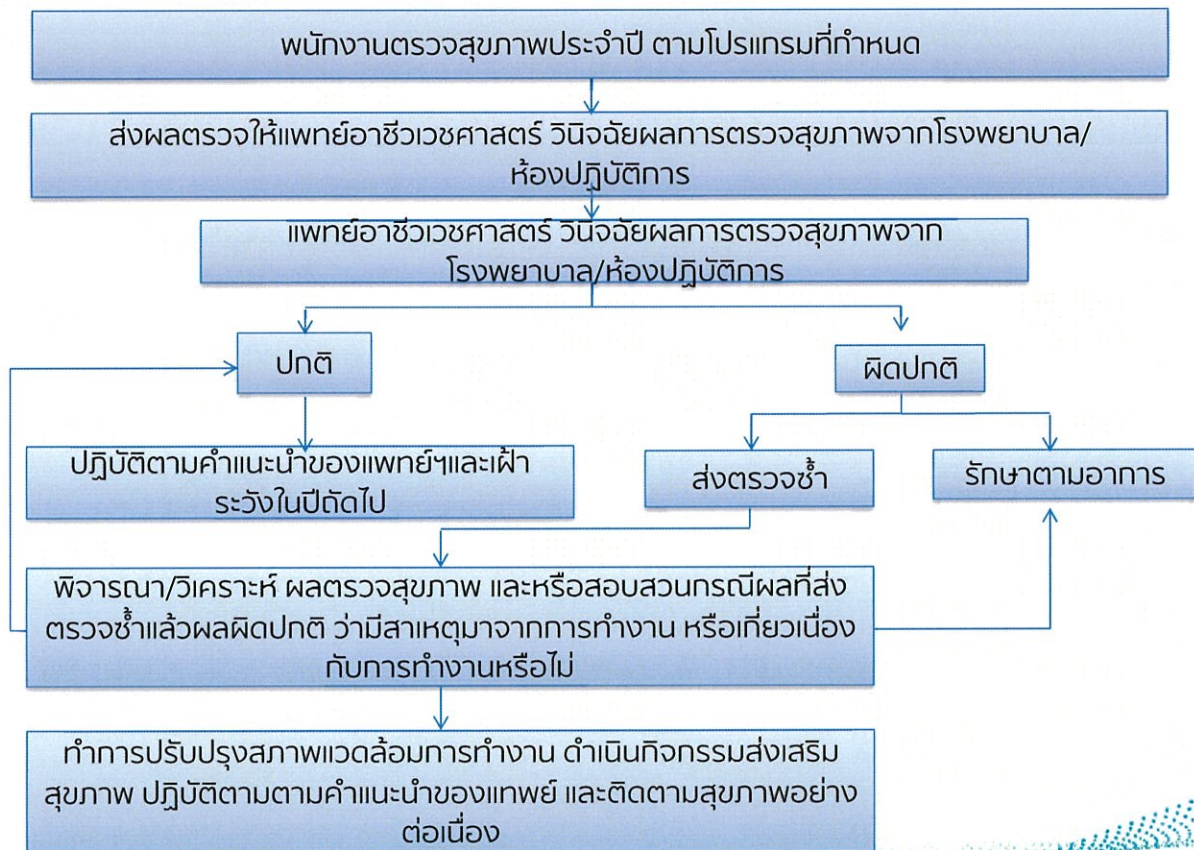 พนักงานตรวจสุขภาพประจำปี ตามโปรแกรมที่กำหนด
ส่งผลตรวจให้แพทย์อาชีวเวชศาสตร์ วินิจฉัยผลการตรวจสุขภาพจากโรงพยาบาล/
ห้องปฏิบัติการ
แพทย์อาชีวเวชศาสตร์ วินิจฉัยผลการตรวจสุขภาพจาก
โรงพยาบาล/ห้องปฏิบัติการ
ปกติ
ผิดปกติ
ปฏิบัติตามคำแนะนำของแพทย์ฯและเฝ้า
ระวังในปีถัดไป
ส่งตรวจซ้ำ
รักษาตามอาการ
พิจารณา/วิเคราะห์ ผลตรวจสุขภาพ และหรือสอบสวนกรณีผลที่ส่ง
ตรวจซ้ำแล้วผลผิดปกติ ว่ามีสาเหตุมาจากการทำงาน หรือเกี่ยวเนื่อง
กับการทำงานหรือไม่
ทำการปรับปรุงสภาพแวดล้อมการทำงาน ดำเนินกิจกรรมส่งเสริม
สุขภาพ ปฏิบัติตามตามคำแนะนำของแทพย์ และติดตามสุขภาพอย่าง
ต่อเนื่อง